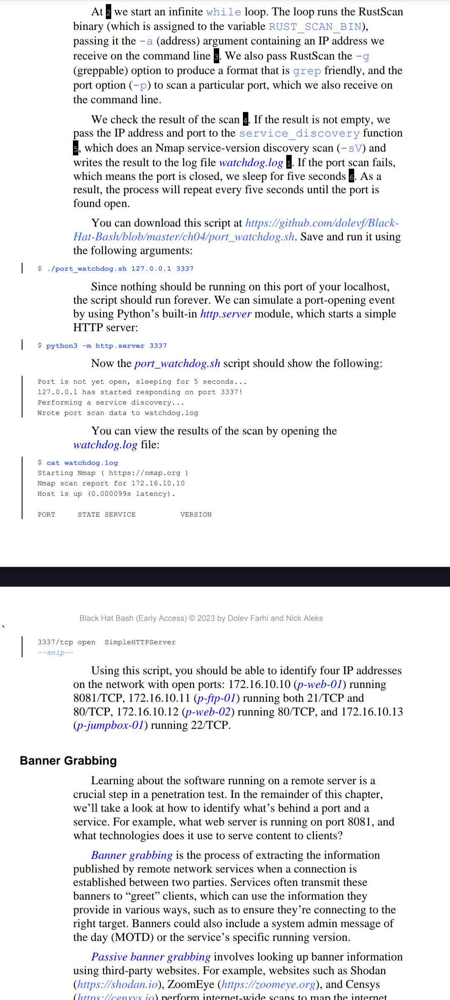 At 2 we start an infinite while loop. The loop runs the RustScan
binary (which is assigned to the variable RUST_SCAN_BIN),
passing it the -a (address) argument containing an IP address we
receive on the command line 3. We also pass RustScan the -g
(greppable) option to produce a format that is grep friendly, and the
port option (-p) to scan a particular port, which we also receive on
the command line.
We check the result of the scan 4. If the result is not empty, we
pass the IP address and port to the service_discovery function
5, which does an Nmap service-version discovery scan (-sV) and
writes the result to the log file watchdog.log 1. If the port scan fails,
which means the port is closed, we sleep for five seconds 6. As a
result, the process will repeat every five seconds until the port is
found open.
You can download this script at https://github.com/dolevf/Black-
Hat-Bash/blob/master/ch04/port_watchdog.sh. Save and run it using
the following arguments:
$ ./port_watchdog.sh 127.0.0.1 3337
Since nothing should be running on this port of your localhost,
the script should run forever. We can simulate a port-opening event
by using Python’s built-in http.server module, which starts a simple
HTTP server:
$ python3 -m http.server 3337
Now the port_watchdog.sh script should show the following:
Port is not yet open, sleeping for 5 seconds...
127.0.0.1 has started responding on port 3337!
Performing a service discovery...
Wrote port scan data to watchdog.log
You can view the results of the scan by opening the
watchdog.log file:
$ cat watchdog.log
Starting Nmap ( https://nmap.org )
Nmap scan report for 172.16.10.10
Host is up (0.000099s latency).
PORT STATE SERVICE VERSION
Black Hat Bash (Early Access) © 2023 by Dolev Farhi and Nick Aleks
`
3337/tcp open SimpleHTTPServer
--snip--
Using this script, you should be able to identify four IP addresses
on the network with open ports: 172.16.10.10 (p-web-01) running
8081/TCP, 172.16.10.11 (p-ftp-01) running both 21/TCP and
80/TCP, 172.16.10.12 (p-web-02) running 80/TCP, and 172.16.10.13
(p-jumpbox-01) running 22/TCP.
Banner Grabbing
Learning about the software running on a remote server is a
crucial step in a penetration test. In the remainder of this chapter,
we’ll take a look at how to identify what’s behind a port and a
service. For example, what web server is running on port 8081, and
what technologies does it use to serve content to clients?
Banner grabbing is the process of extracting the information
published by remote network services when a connection is
established between two parties. Services often transmit these
banners to “greet” clients, which can use the information they
provide in various ways, such as to ensure they’re connecting to the
right target. Banners could also include a system admin message of
the day (MOTD) or the service’s specific running version.
Passive banner grabbing involves looking up banner information
using third-party websites. For example, websites such as Shodan
(https://shodan.io), ZoomEye (https://zoomeye.org), and Censys
(https://censys.io) perform internet-wide scans to map the internet